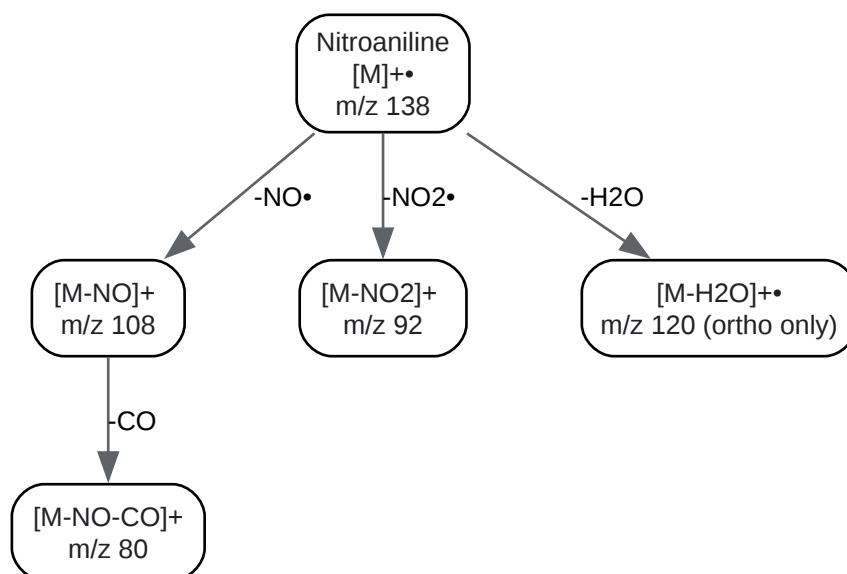 Nitroaniline
[M]+•
m/z 138
-NO•
-NO2•
-H2O
[M-NO]+
m/z 108
[M-NO2]+
m/z 92
[M-H2O]+•
m/z 120 (ortho only)
-CO
[M-NO-CO]+
m/z 80